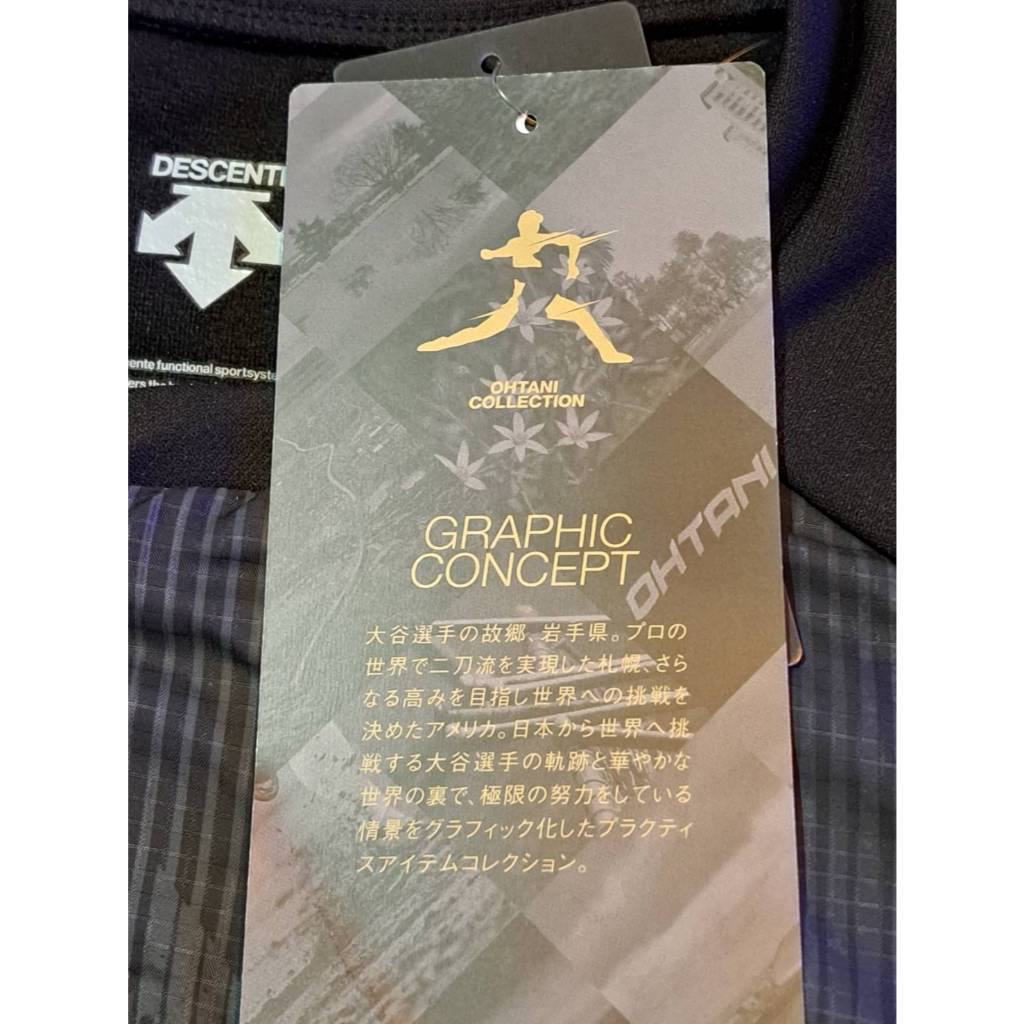 DESCENT
ente functional sportsyste
ers the
OHTANI
COLLECTION
OHTANI
GRAPHIC
CONCEPT
大谷選手の故郷、岩手県。プロの
世界で二刀流を実現した札幌、さら
なる高みを目指し世界への挑戦を
決めたアメリカ。日本から世界へ挑
戦する大谷選手の軌跡と華やかな
世界の裏で、極限の努力をしている
情景をグラフィック化したプラクティ
スアイテムコレクション。